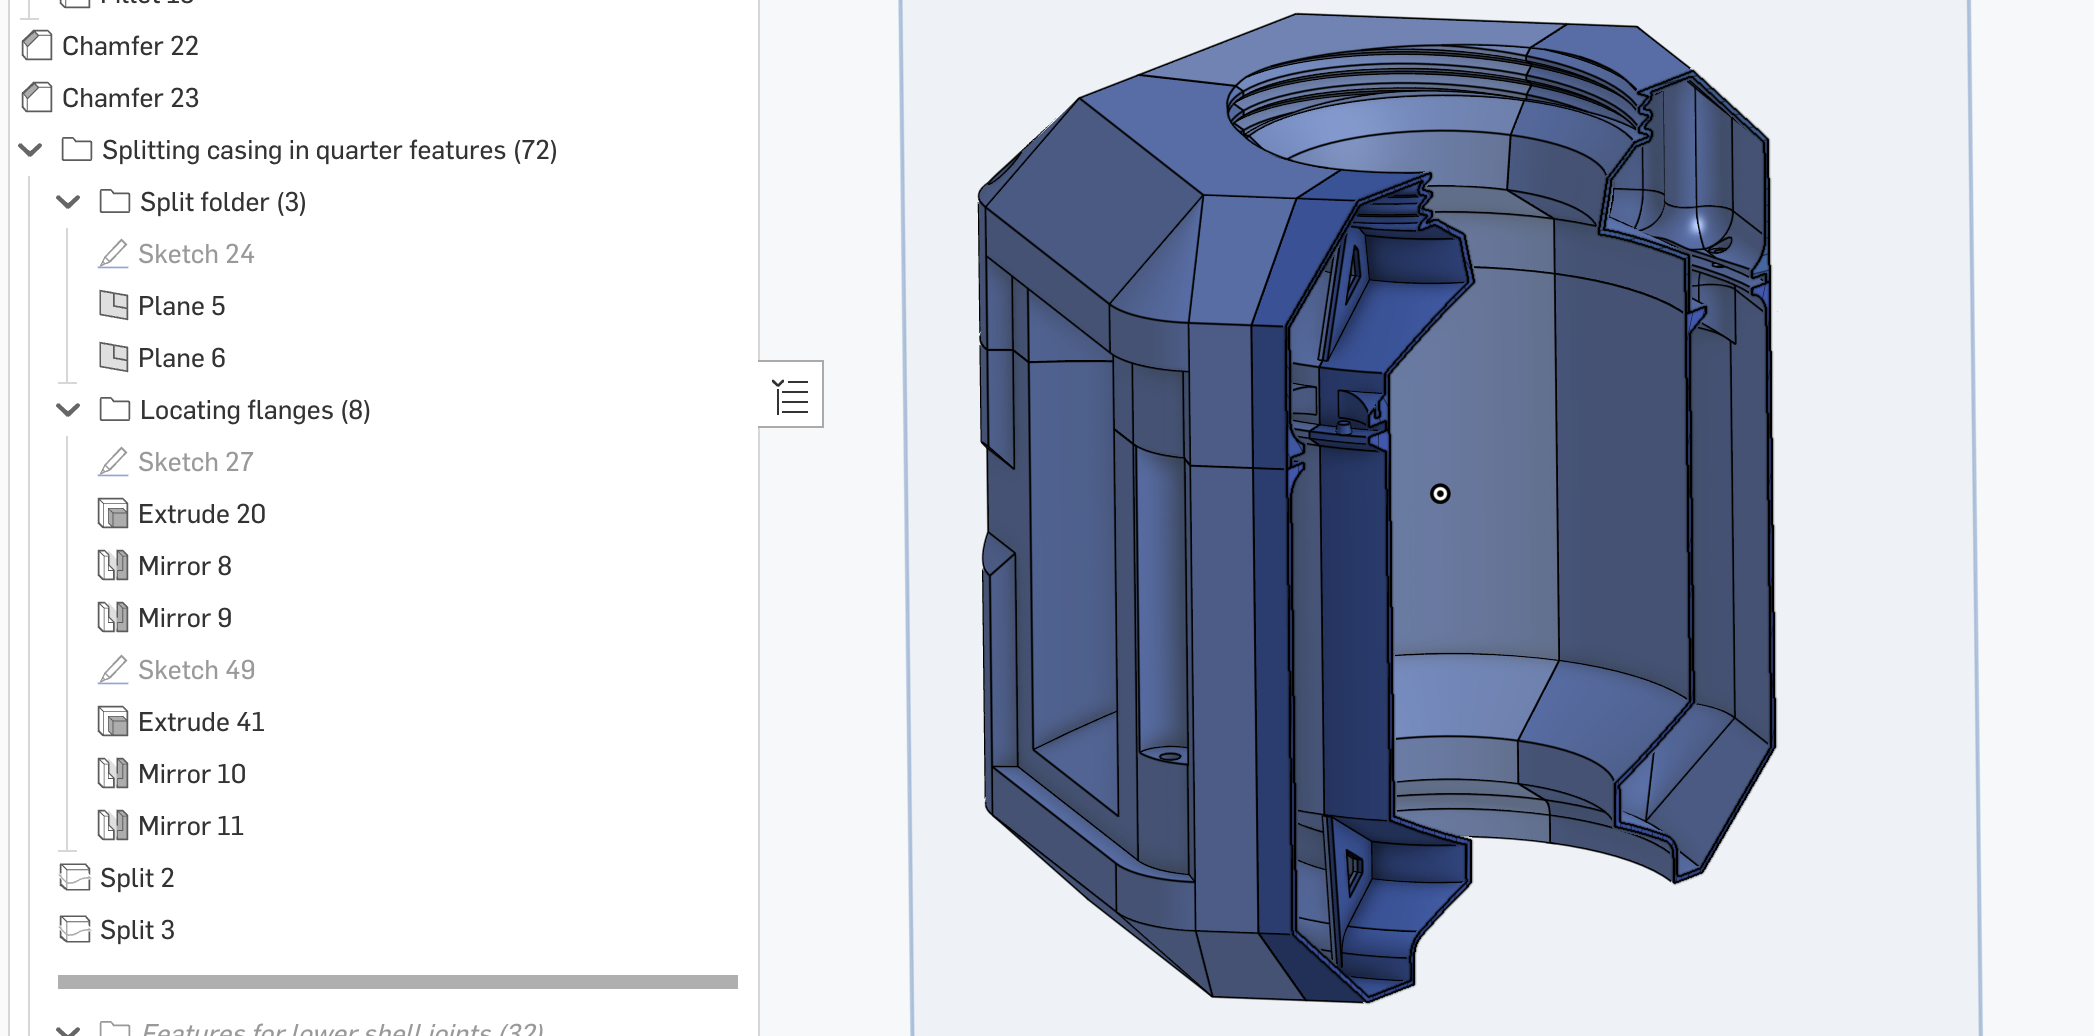 Fillet 18
Chamfer 22
Chamfer 23
Splitting casing in quarter features (72)
Split folder (3)
Sketch 24
Plane 5
Plane 6
Locating flanges (8)
Sketch 27
Extrude 20
Mirror 8
Mirror 9
Sketch 49
Extrude 41
Mirror 10
Mirror 11
Split 2
Split 3
Features for lower shell joints (32)